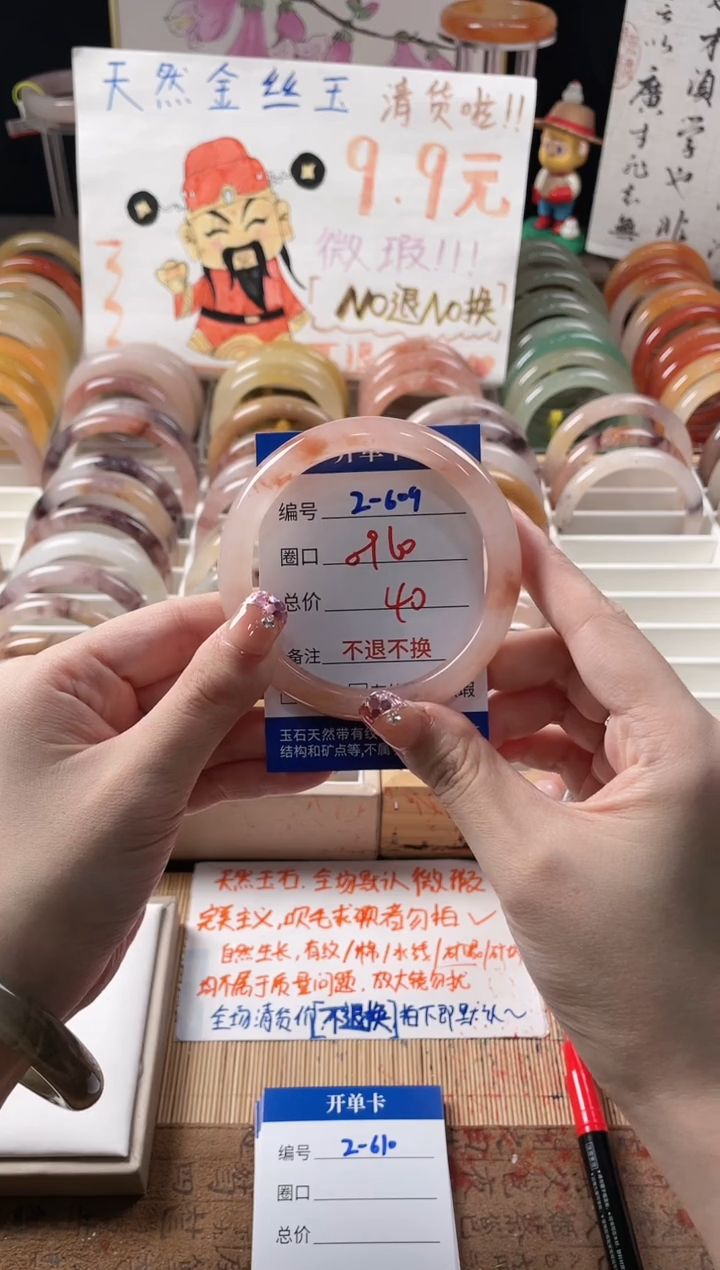 天然金丝玉 清货啦!!
9.9元
微瑕!!!
NO退NO换
开单卡
编号 2-609
圈口
总价 40
备注 不退不换
玉石天然带有纹
结构和矿点等,不属
天然玉石.全场默认微瑕
完美主义,吹毛求疵者勿拍✓
自然生长,有纹/棉/水线/矿
均不属于质量问题.放大镜勿扰
全场清货价[不退换]拍下即默认~
开单卡
编号 2-610
圈口
总价